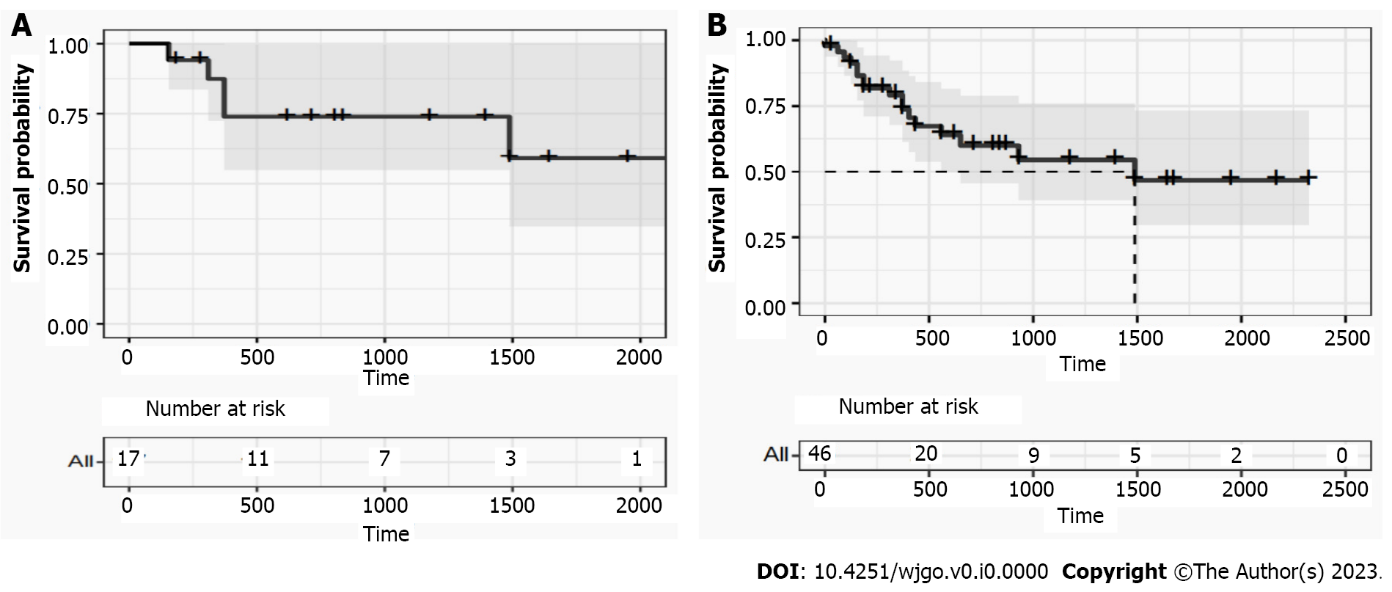 A
Survival probability
1.00
0.75
0.50
0.25
0.00
0 500 1000 1500 2000
Time
Number at risk
All 17 11 7 3 1
0 500 1000 1500 2000
Time
B
Survival probability
1.00
0.75
0.50
0.25
0.00
0 500 1000 1500 2000 2500
Time
Number at risk
All 46 20 9 5 2 0
0 500 1000 1500 2000 2500
Time
DOI: 10.4251/wjgo.v0.i0.0000 Copyright ©The Author(s) 2023.